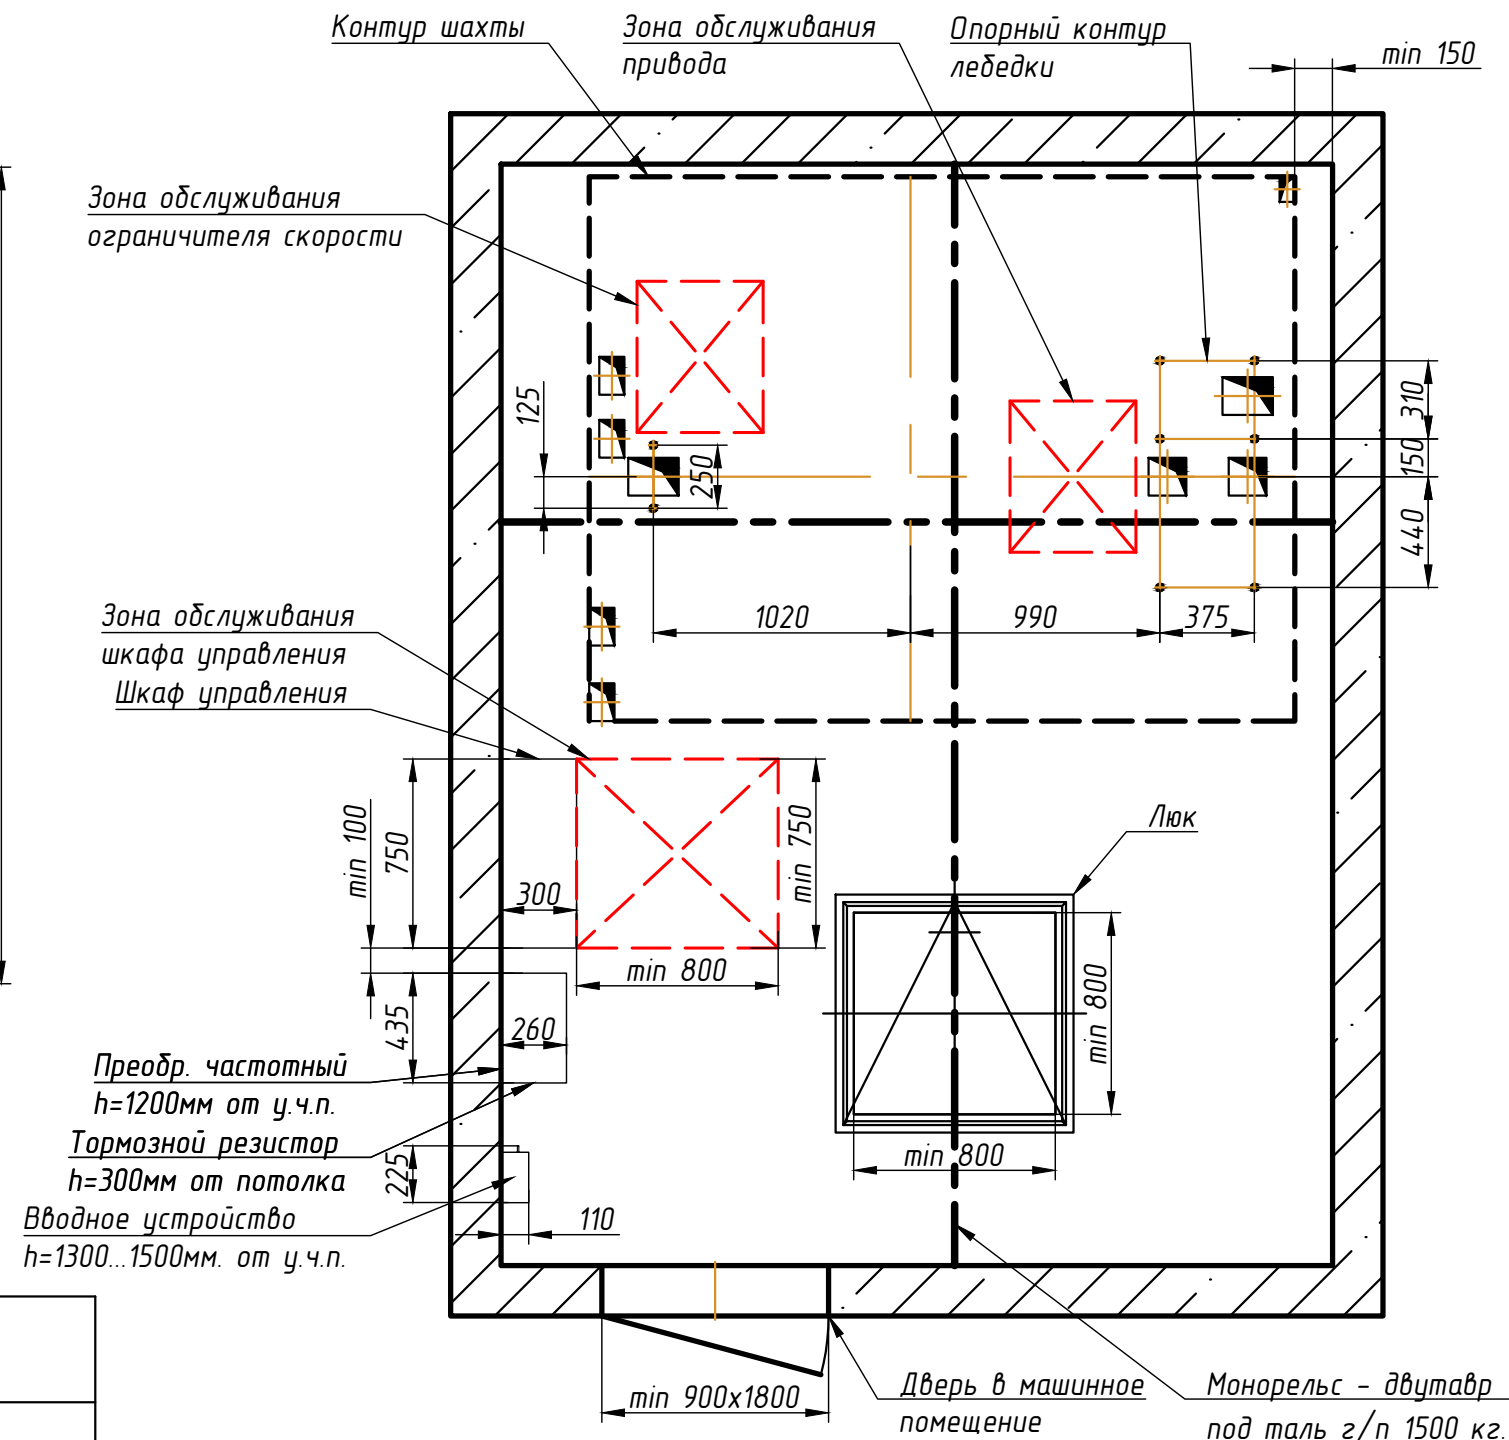 Контур шахты
Зона обслуживания
привода
Опорный контур
лебедки
min 150
Зона обслуживания
ограничителя скорости
125
250
310
150
440
1020
990
375
Зона обслуживания
шкафа управления
Шкаф управления
min 100
750
300
min 750
min 800
Люк
435
260
min 800
min 800
Преобр. частотный
h=1200мм от у.ч.п.
Тормозной резистор
h=300мм от потолка
225
Вводное устройство
h=1300...1500мм. от у.ч.п.
110
min 900х1800
Дверь в машинное
помещение
Монорельс - двутавр
под таль г/п 1500 кг.